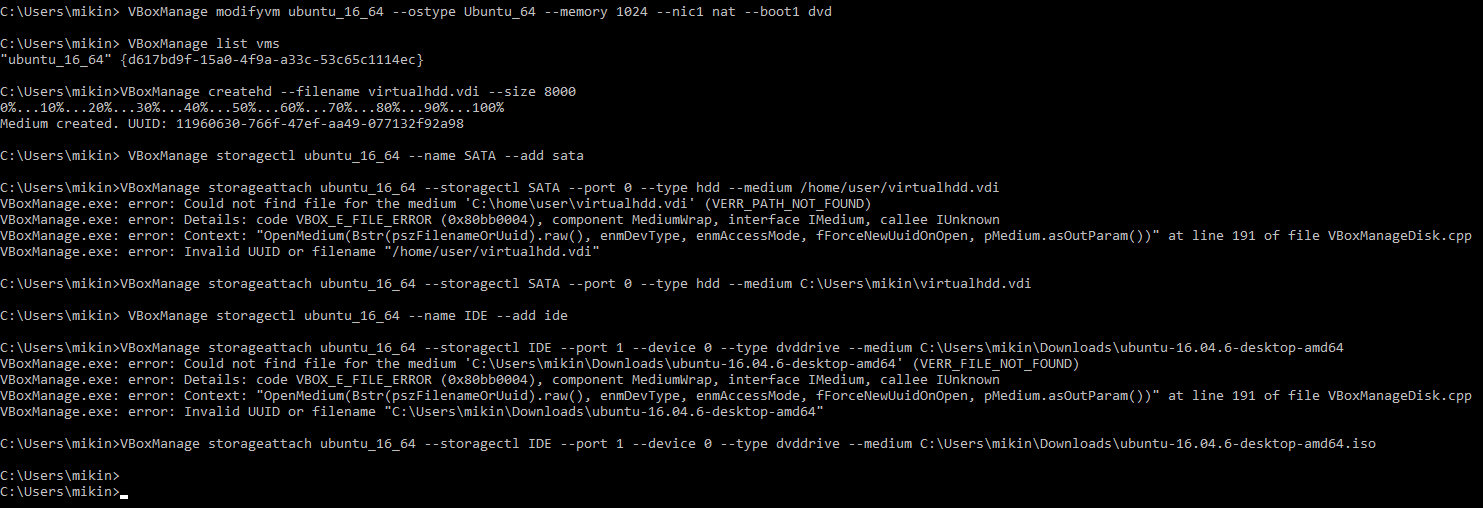 C:\Users\mikin> VBoxManage modifyvm ubuntu_16_64 --ostype Ubuntu_64 --memory 1024 --nic1 nat --boot1 dvd
C:\Users\mikin> VBoxManage list vms
"ubuntu_16_64" {d617bd9f-15a0-4f9a-a33c-53c65c1114ec}
C:\Users\mikin>VBoxManage createhd --filename virtualhdd.vdi --size 8000
0%...10%...20%...30%...40%...50%...60%...70%...80%...90%...100%
Medium created. UUID: 11960630-766f-47ef-aa49-077132f92a98
C:\Users\mikin> VBoxManage storagectl ubuntu_16_64 --name SATA --add sata
C:\Users\mikin>VBoxManage storageattach ubuntu_16_64 --storagectl SATA --port 0 --type hdd --medium /home/user/virtualhdd.vdi
VBoxManage.exe: error: Could not find file for the medium 'C:\home\user\virtualhdd.vdi' (VERR_PATH_NOT_FOUND)
VBoxManage.exe: error: Details: code VBOX_E_FILE_ERROR (0x80bb0004), component MediumWrap, interface IMedium, callee IUnknown
VBoxManage.exe: error: Context: "OpenMedium(Bstr(pszFilenameOrUuid).raw(), enmDevType, enmAccessMode, fForceNewUuidOnOpen, pMedium.asOutParam())" at line 191 of file VBoxManageDisk.cpp
VBoxManage.exe: error: Invalid UUID or filename "/home/user/virtualhdd.vdi"
C:\Users\mikin>VBoxManage storageattach ubuntu_16_64 --storagectl SATA --port 0 --type hdd --medium C:\Users\mikin\virtualhdd.vdi
C:\Users\mikin> VBoxManage storagectl ubuntu_16_64 --name IDE --add ide
C:\Users\mikin>VBoxManage storageattach ubuntu_16_64 --storagectl IDE --port 1 --device 0 --type dvddrive --medium C:\Users\mikin\Downloads\ubuntu-16.04.6-desktop-amd64
VBoxManage.exe: error: Could not find file for the medium 'C:\Users\mikin\Downloads\ubuntu-16.04.6-desktop-amd64' (VERR_FILE_NOT_FOUND)
VBoxManage.exe: error: Details: code VBOX_E_FILE_ERROR (0x80bb0004), component MediumWrap, interface IMedium, callee IUnknown
VBoxManage.exe: error: Context: "OpenMedium(Bstr(pszFilenameOrUuid).raw(), enmDevType, enmAccessMode, fForceNewUuidOnOpen, pMedium.asOutParam())" at line 191 of file VBoxManageDisk.cpp
VBoxManage.exe: error: Invalid UUID or filename "C:\Users\mikin\Downloads\ubuntu-16.04.6-desktop-amd64"
C:\Users\mikin>VBoxManage storageattach ubuntu_16_64 --storagectl IDE --port 1 --device 0 --type dvddrive --medium C:\Users\mikin\Downloads\ubuntu-16.04.6-desktop-amd64.iso
C:\Users\mikin>
C:\Users\mikin>